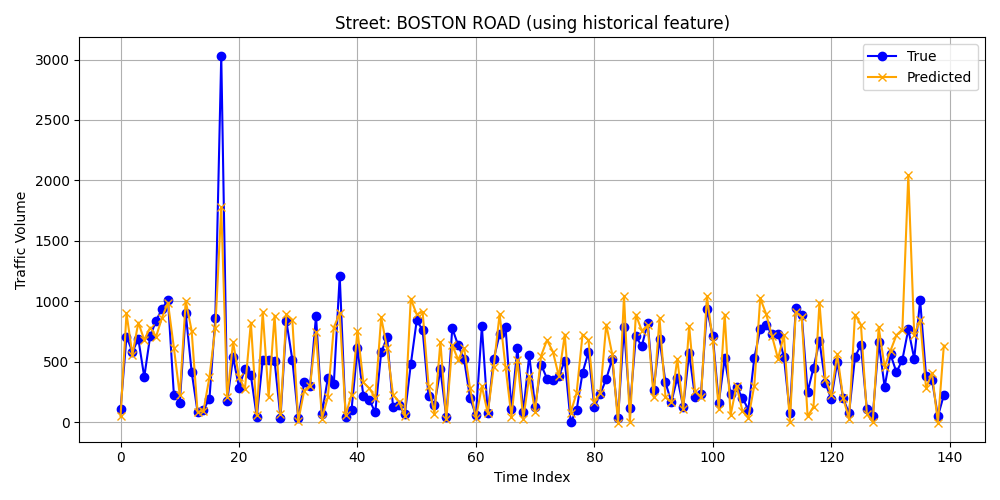 Street: BOSTON ROAD (using historical feature)
True
Predicted
Traffic Volume
3000
2500
2000
1500
1000
500
0
0 20 40 60 80 100 120 140
Time Index